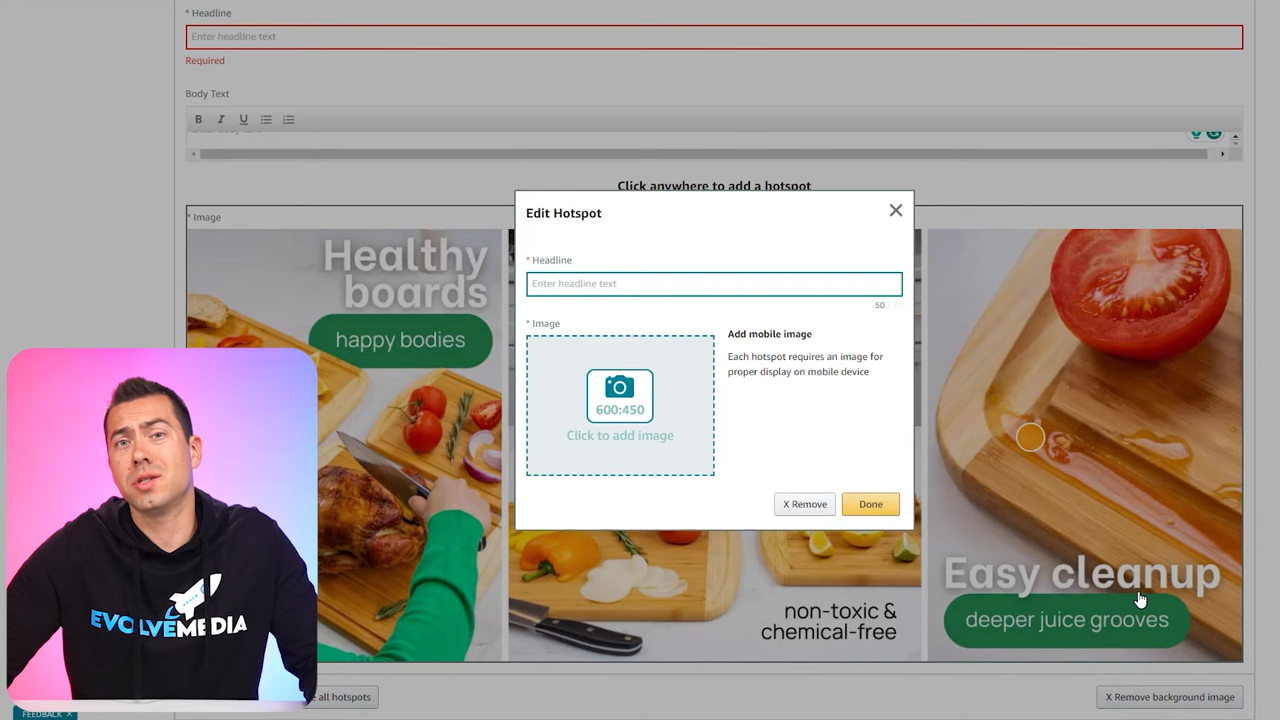 * Headline
Enter headline text
Required
Body Text
B I U
Click anywhere to add a hotspot
* Image
Healthy
boards
happy bodies
Edit Hotspot
* Headline
Enter headline text
50
* Image
600:450
Click to add image
Add mobile image
Each hotspot requires an image for
proper display on mobile device
X Remove
Done
non-toxic &
chemical-free
Easy cleanup
deeper juice grooves
EVOLVEMEDIA
all hotspots
X Remove background image
FEEDBACK X